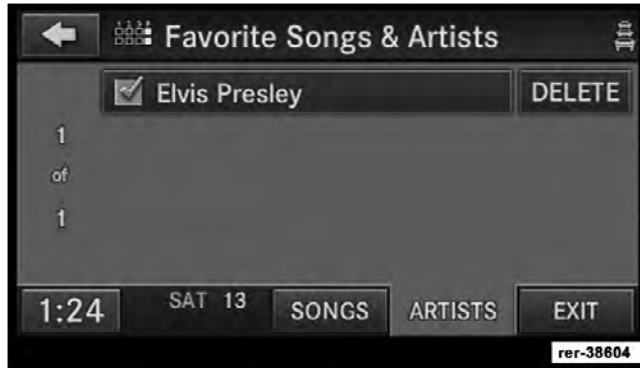 Favorite Songs & Artists
Elvis Presley DELETE
1
of
1
1:24 SAT 13 SONGS ARTISTS EXIT
rer-38604